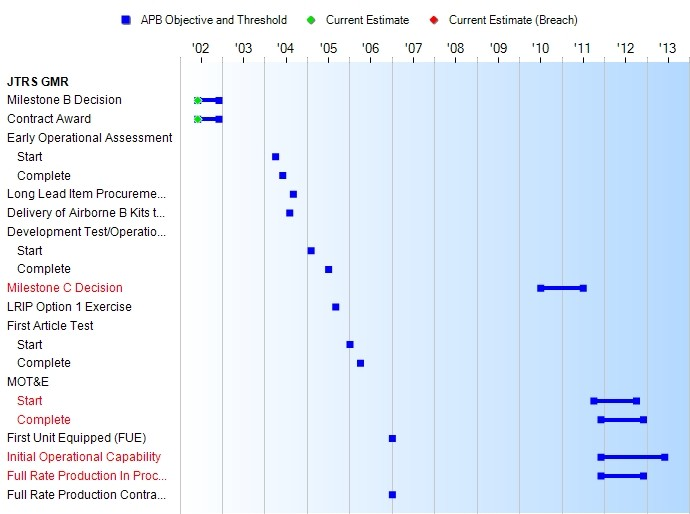 APB Objective and Threshold Current Estimate Current Estimate (Breach)
'02 '03 '04 '05 '06 '07 '08 '09 '10 '11 '12 '13
JTRS GMR
Milestone B Decision
Contract Award
Early Operational Assessment
Start
Complete
Long Lead Item Procureme...
Delivery of Airborne B Kits t...
Development Test/Operatio...
Start
Complete
Milestone C Decision
LRIP Option 1 Exercise
First Article Test
Start
Complete
MOT&E
Start
Complete
First Unit Equipped (FUE)
Initial Operational Capability
Full Rate Production In Proc...
Full Rate Production Contra...